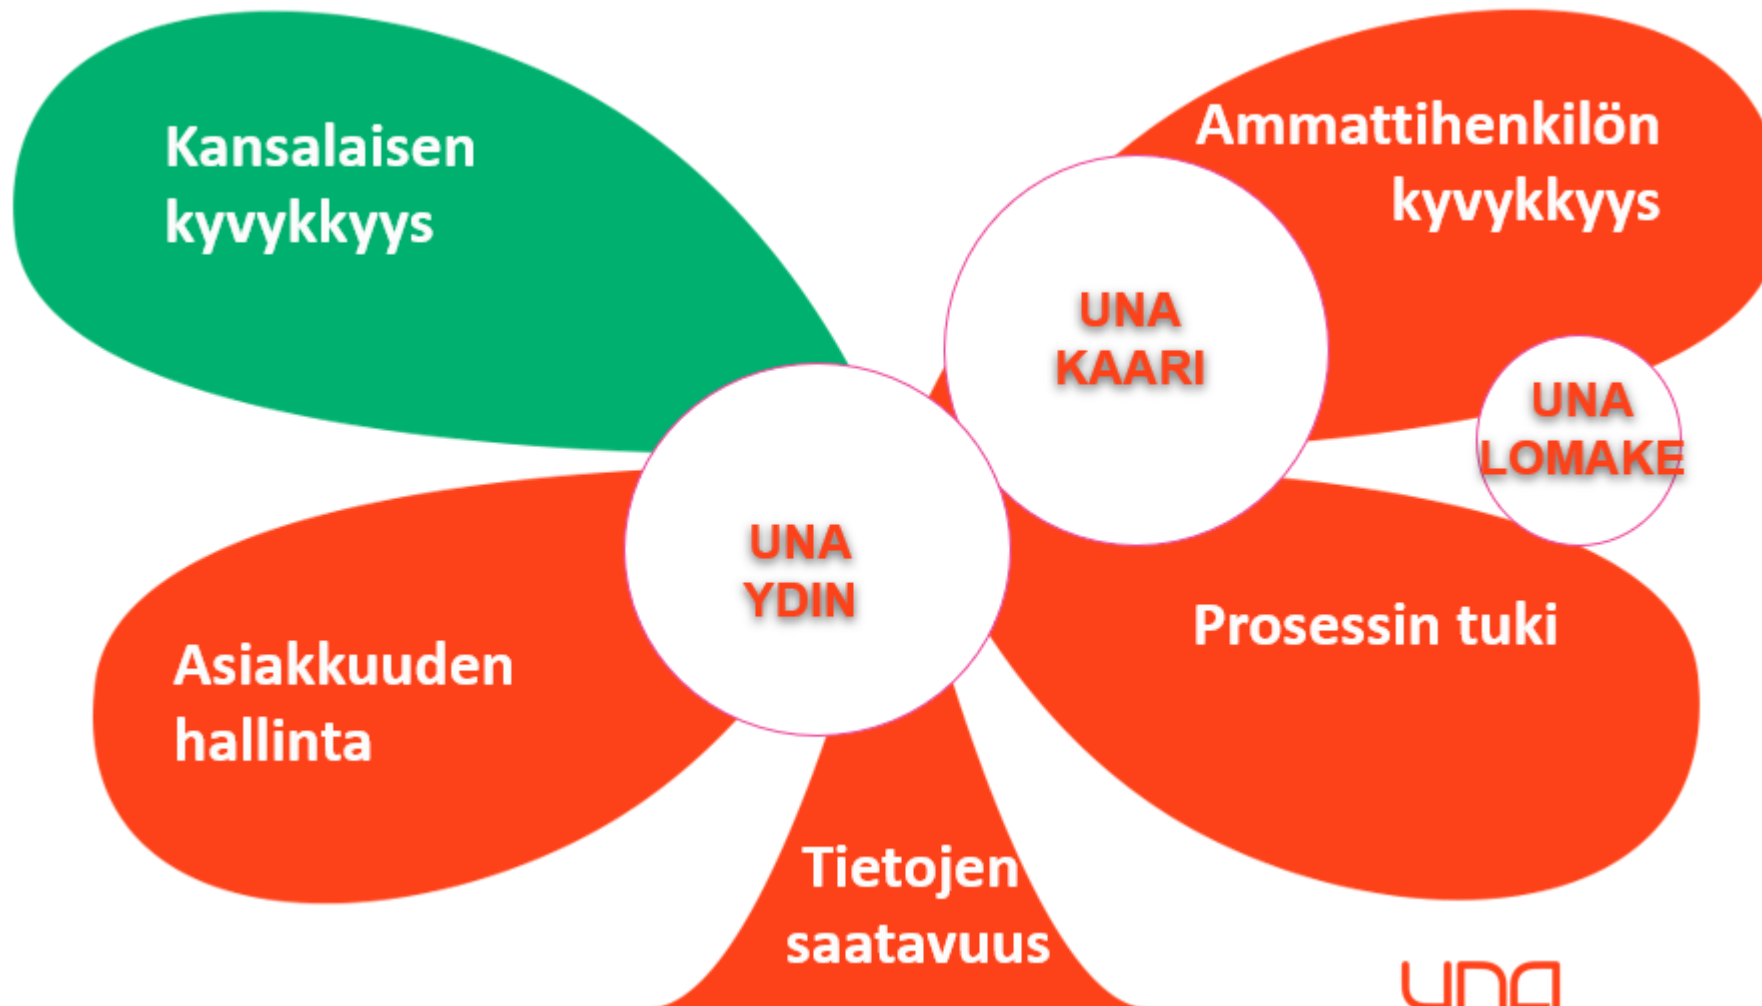 Kansalaisen
kyvykkyys
Ammattihenkilön
kyvykkyys
UNA
KAARI
UNA
LOMAKE
UNA
YDIN
Prosessin tuki
Asiakkuuden
hallinta
Tietojen
saatavuus
UNA